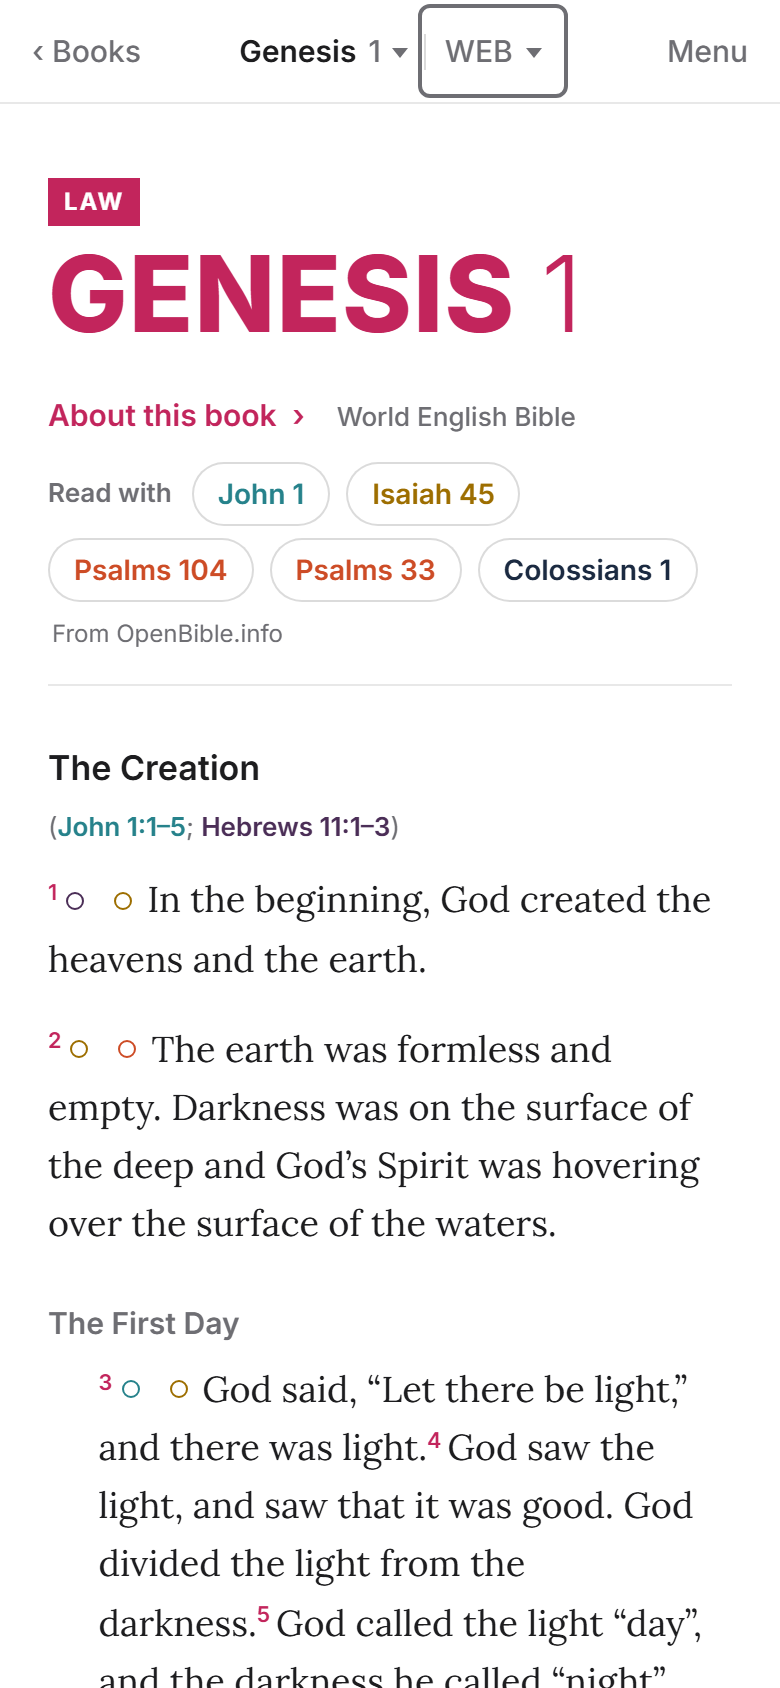 ‹ Books Genesis 1 WEB Menu
LAW
GENESIS 1
About this book › World English Bible
Read with John 1 Isaiah 45
Psalms 104 Psalms 33 Colossians 1
From OpenBible.info
The Creation
(John 1:1–5; Hebrews 11:1–3)
1 In the beginning, God created the
heavens and the earth.
2 The earth was formless and
empty. Darkness was on the surface of
the deep and God’s Spirit was hovering
over the surface of the waters.
The First Day
3 God said, “Let there be light,”
and there was light.4 God saw the
light, and saw that it was good. God
divided the light from the
darkness.5 God called the light “day”,
and the darkness he called “night”